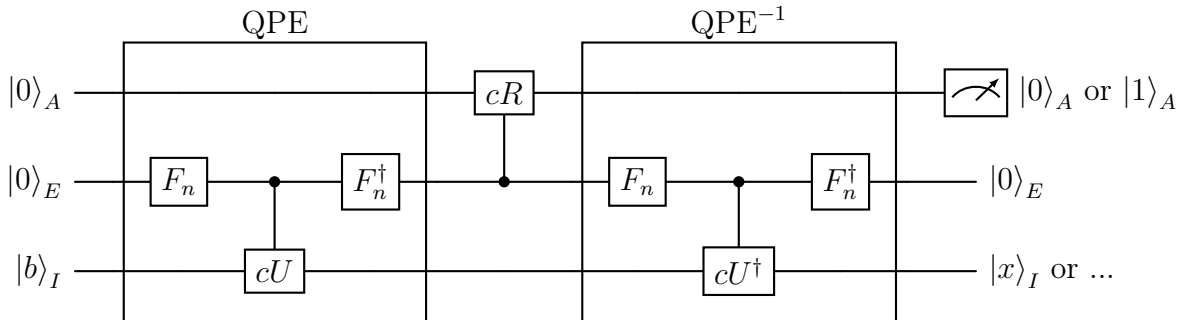 QPE QPE⁻¹
|0⟩_A cR |0⟩_A or |1⟩_A
|0⟩_E F_n F_n^† F_n F_n^† |0⟩_E
|b⟩_I cU cU^† |x⟩_I or ...